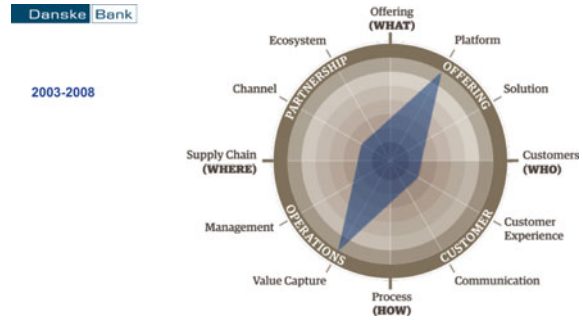 Danske Bank
2003-2008
Offering
(WHAT)
Platform
Solution
Customers
(WHO)
Customer
Experience
Communication
Process
(HOW)
Value Capture
Management
Supply Chain
(WHERE)
Channel
Ecosystem
PARTNERSHIP
OFFERING
CUSTOMER
OPERATIONS